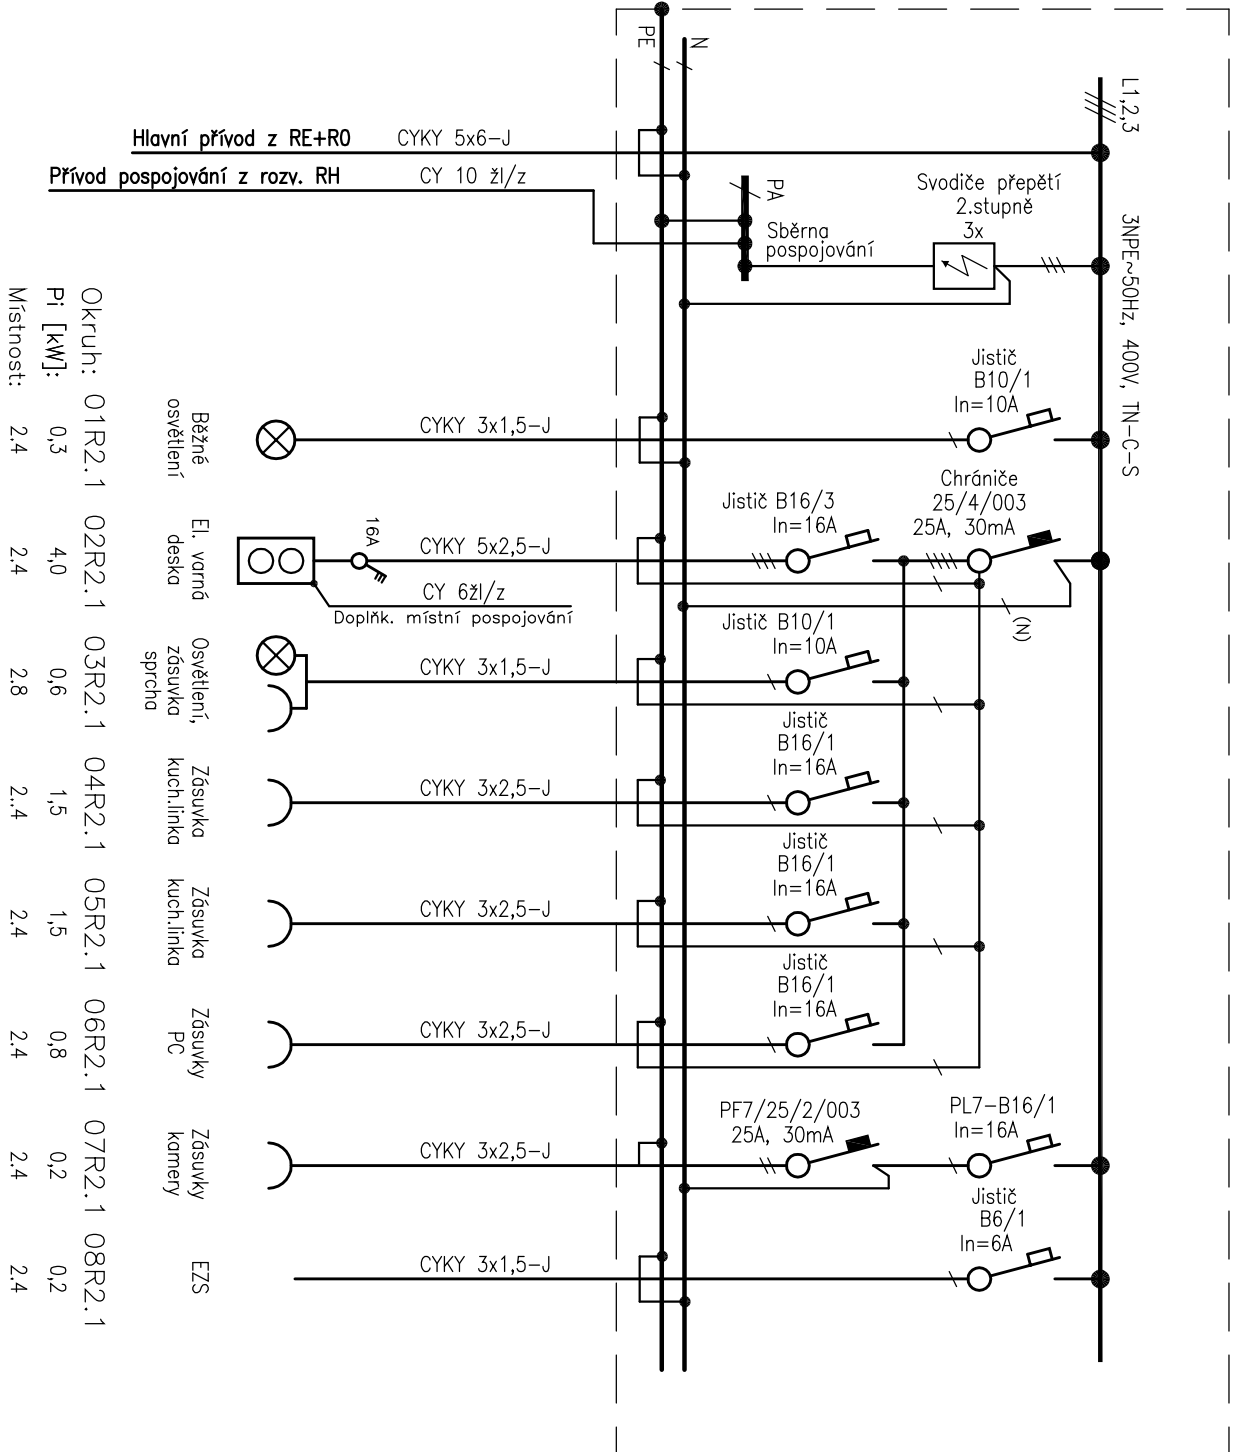 PE
N
L1,2,3
3NPE~50Hz, 400V, TN-C-S
Hlavní přívod z RE+RO
CYKY 5x6-J
Přívod pospojování z rozv. RH
CY 10 žl/z
PA
Sběrna
pospojování
Svodiče přepětí
2.stupně
3x
Jistič
B10/1
In=10A
CYKY 3x1,5-J
Běžné
osvětlení
Chrániče
25/4/003
25A, 30mA
Jistič B16/3
In=16A
CYKY 5x2,5-J
16A
El. varná
deska
CY 6žl/z
Doplňk. místní pospojování
(N)
Jistič B10/1
In=10A
CYKY 3x1,5-J
Osvětlení,
zásuvka
sprcha
Jistič
B16/1
In=16A
CYKY 3x2,5-J
Zásuvka
kuch.linka
Jistič
B16/1
In=16A
CYKY 3x2,5-J
Zásuvka
kuch.linka
Jistič
B16/1
In=16A
CYKY 3x2,5-J
Zásuvky
PC
PF7/25/2/003
25A, 30mA
PL7-B16/1
In=16A
CYKY 3x2,5-J
Zásuvky
kamery
Jistič
B6/1
In=6A
CYKY 3x1,5-J
EZS
Okruh: 01R2.1 02R2.1 03R2.1 04R2.1 05R2.1 06R2.1 07R2.1 08R2.1
Pi [kW]: 0,3 4,0 0,6 1,5 1,5 0,8 0,2 0,2
Místnost: 2.4 2.4 2.8 2..4 2.4 2.4 2.4 2.4